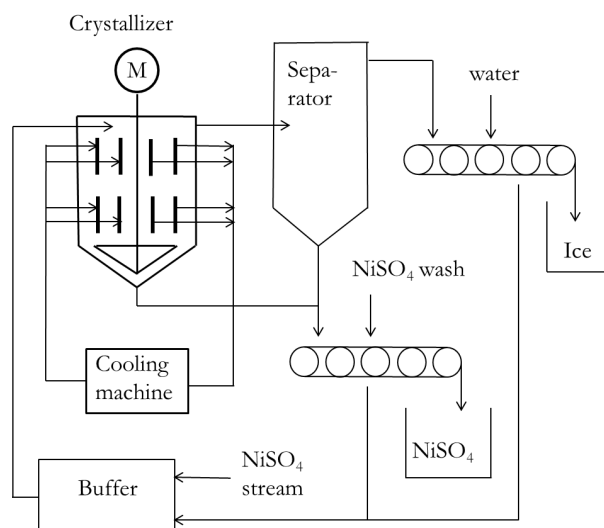 Crystallizer
M
Sepa-
rator
water
Ice
NiSO₄ wash
Cooling
machine
NiSO₄
NiSO₄
stream
Buffer